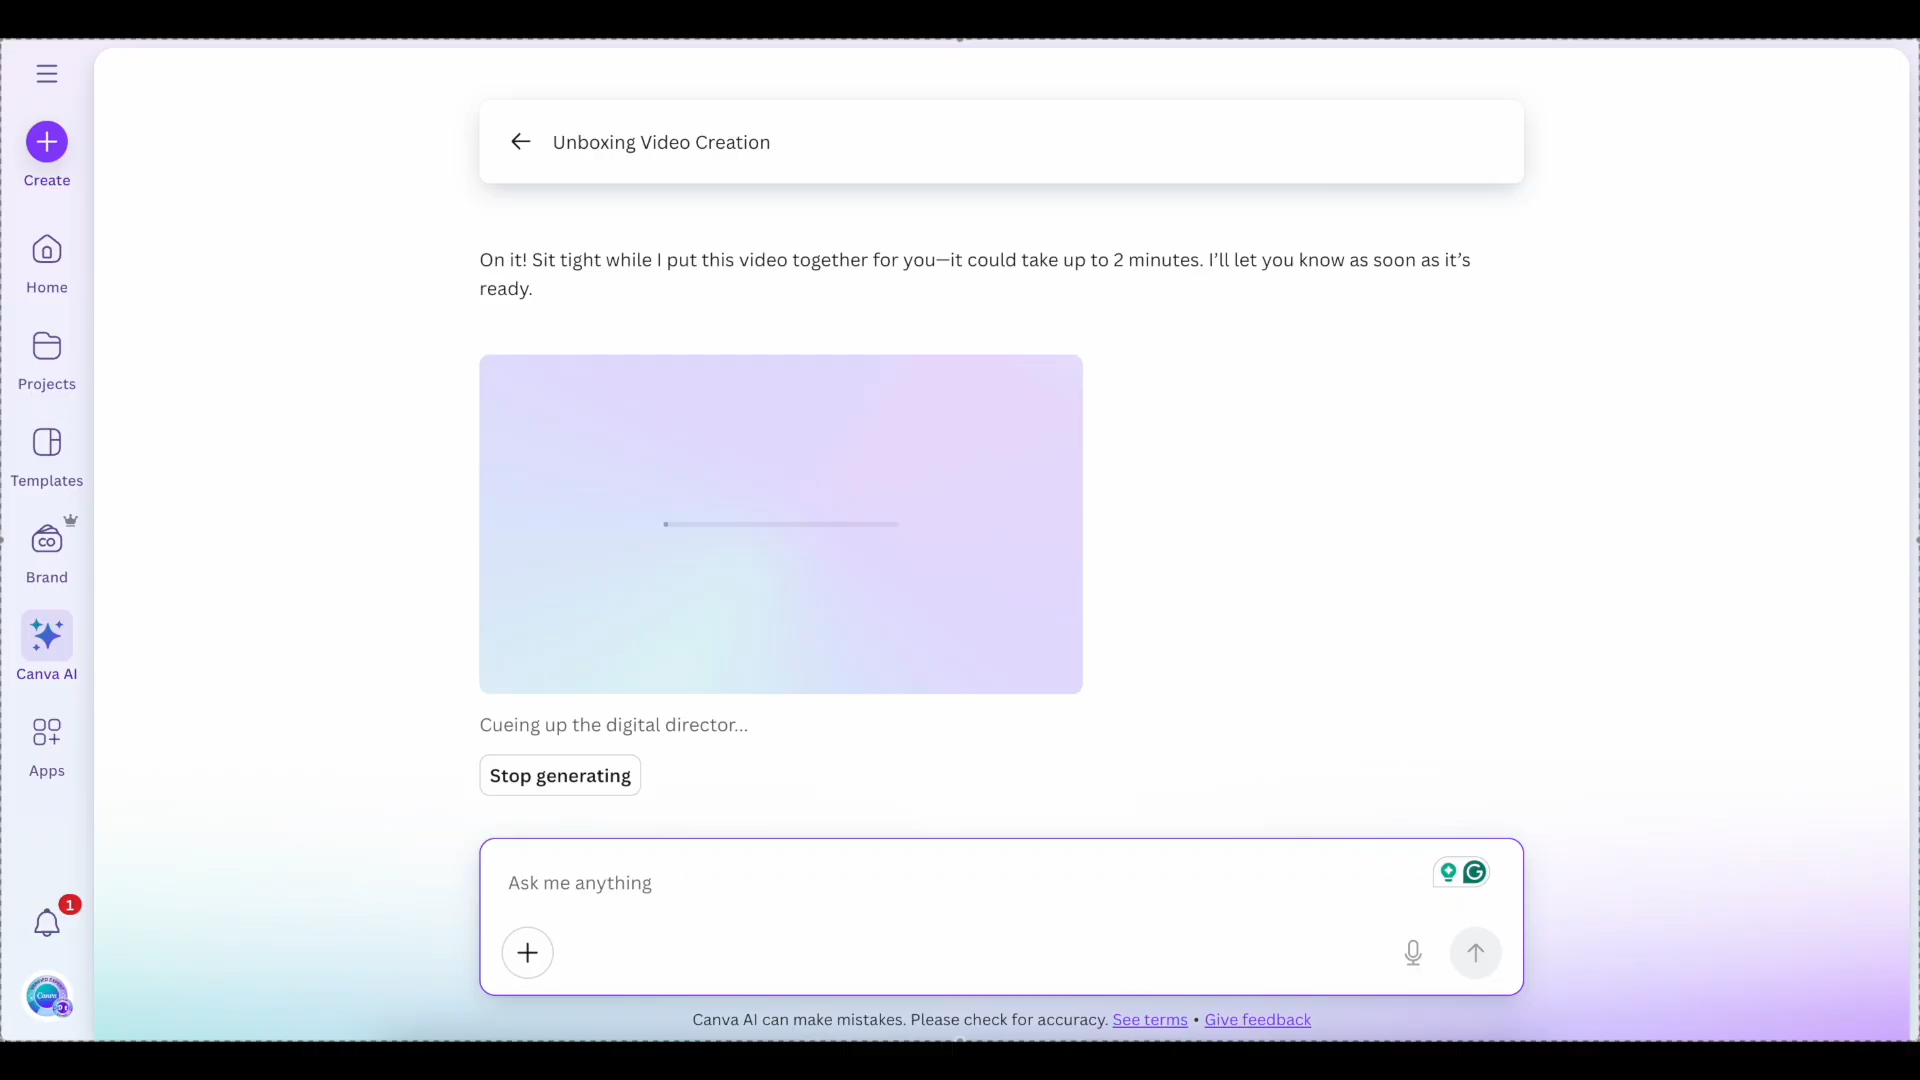 Create
Home
Projects
Templates
CO
Brand
Canva AI
Apps
1
Canva
Unboxing Video Creation
On it! Sit tight while I put this video together for you—it could take up to 2 minutes. I’ll let you know as soon as it’s
ready.
Cueing up the digital director...
Stop generating
Ask me anything
G
Canva AI can make mistakes. Please check for accuracy. See terms • Give feedback